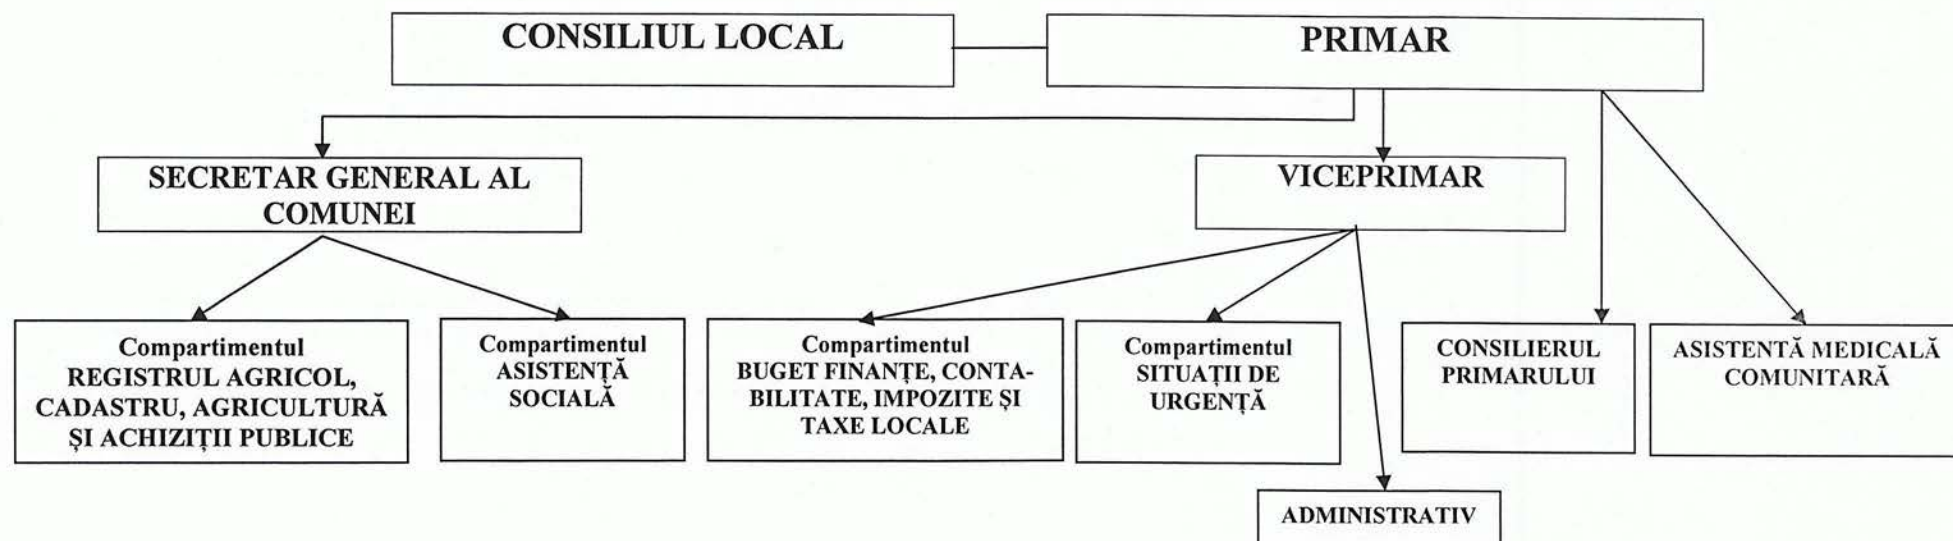 CONSILIUL LOCAL
PRIMAR
SECRETAR GENERAL AL
COMUNEI
VICEPRIMAR
Compartimentul
REGISTRUL AGRICOL,
CADASTRU, AGRICULTURĂ
ȘI ACHIZIȚII PUBLICE
Compartimentul
ASISTENȚĂ
SOCIALĂ
Compartimentul
BUGET FINANȚE, CONTA-
BILITATE, IMPOZITE ȘI
TAXE LOCALE
Compartimentul
SITUAȚII DE
URGENȚĂ
CONSILIERUL
PRIMARULUI
ASISTENTĂ MEDICALĂ
COMUNITARĂ
ADMINISTRATIV